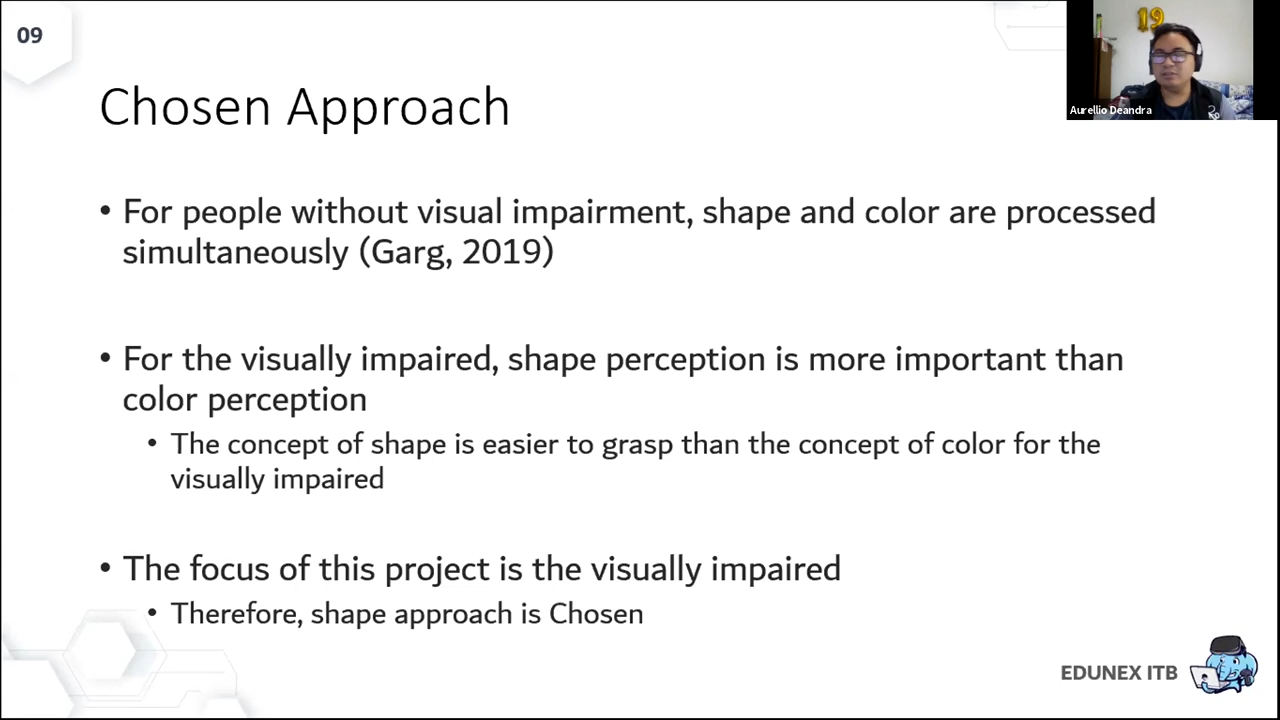 09
19
Aurellio Deandra
Chosen Approach
• For people without visual impairment, shape and color are processed
simultaneously (Garg, 2019)
• For the visually impaired, shape perception is more important than
color perception
• The concept of shape is easier to grasp than the concept of color for the
visually impaired
• The focus of this project is the visually impaired
• Therefore, shape approach is Chosen
EDUNEX ITB